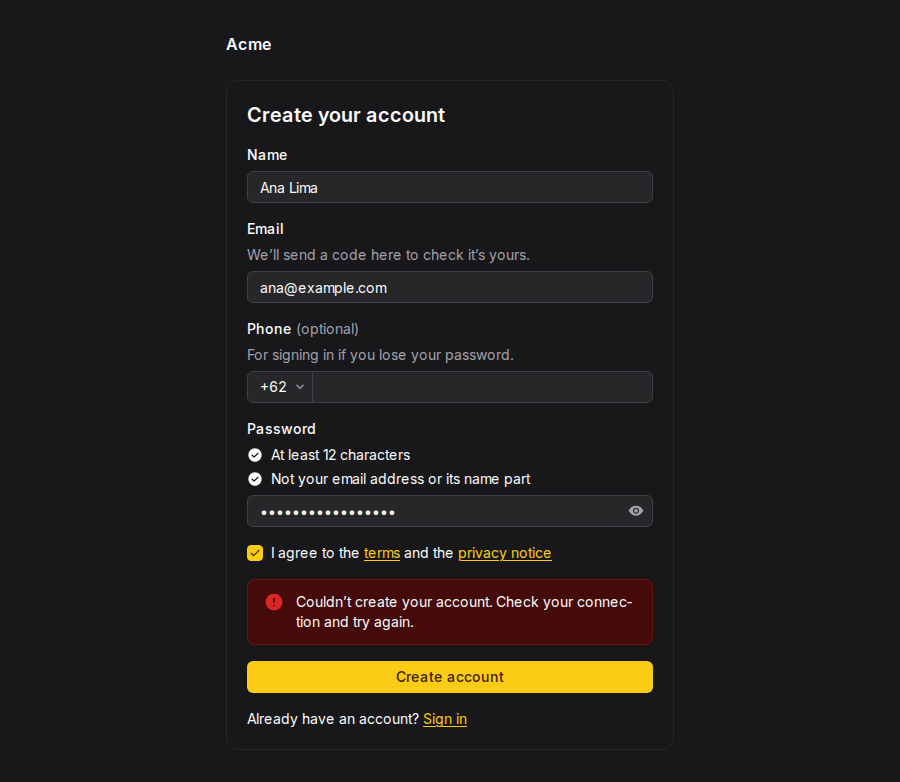 Acme
Create your account
Name
Ana Lima
Email
We’ll send a code here to check it’s yours.
ana@example.com
Phone (optional)
For signing in if you lose your password.
+62
Password
At least 12 characters
Not your email address or its name part
•••••••••••••••••
I agree to the terms and the privacy notice
Couldn’t create your account. Check your connec-
tion and try again.
Create account
Already have an account? Sign in